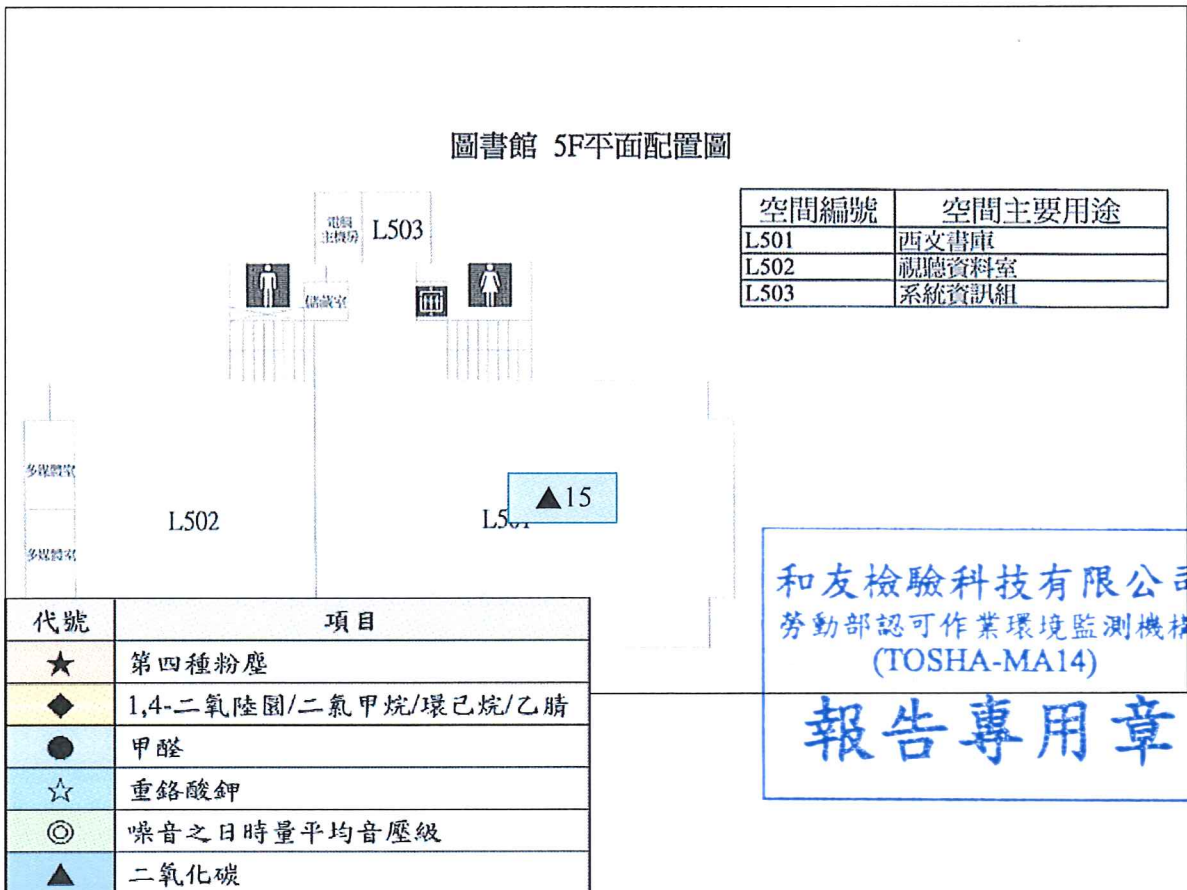 圖書館 5F平面配置圖
空間編號 空間主要用途
L501 西文書庫
L502 視聽資料室
L503 系統資訊組
電腦
主機房
L503
儲藏室
多媒體室
▲15
L502
多媒體室
和友檢驗科技有限公司
勞動部認可作業環境監測機構
(TOSHA-MA14)
報告專用章
代號 項目
★ 第四種粉塵
◆ 1,4-二氧陸圜/二氯甲烷/環己烷/乙腈
● 甲醛
☆ 重鉻酸鉀
◎ 噪音之日時量平均音壓級
▲ 二氧化碳